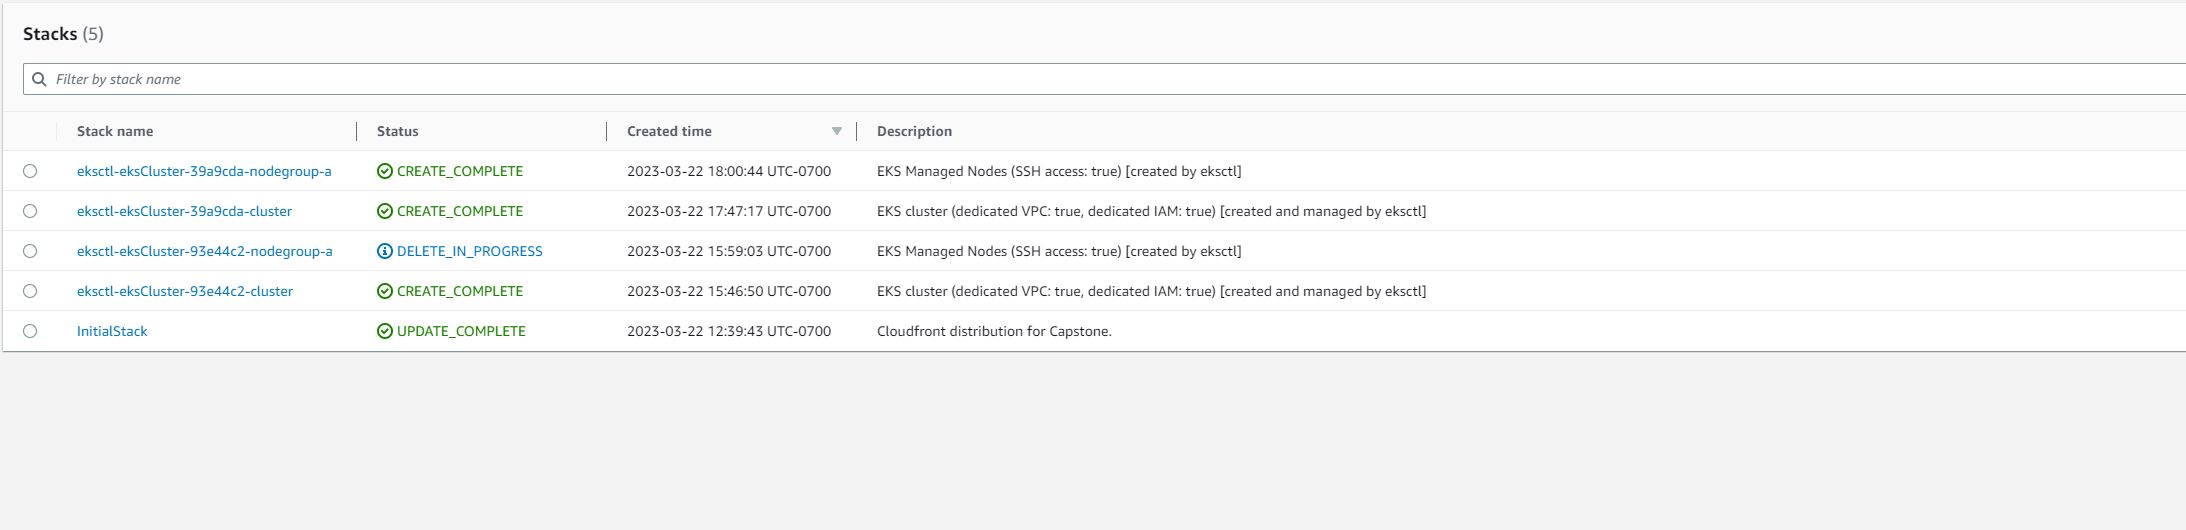 Stacks (5)
Filter by stack name
Stack name Status Created time Description
eksctl-eksCluster-39a9cda-nodegroup-a CREATE_COMPLETE 2023-03-22 18:00:44 UTC-0700 EKS Managed Nodes (SSH access: true) [created by eksctl]
eksctl-eksCluster-39a9cda-cluster CREATE_COMPLETE 2023-03-22 17:47:17 UTC-0700 EKS cluster (dedicated VPC: true, dedicated IAM: true) [created and managed by eksctl]
eksctl-eksCluster-93e44c2-nodegroup-a DELETE_IN_PROGRESS 2023-03-22 15:59:03 UTC-0700 EKS Managed Nodes (SSH access: true) [created by eksctl]
eksctl-eksCluster-93e44c2-cluster CREATE_COMPLETE 2023-03-22 15:46:50 UTC-0700 EKS cluster (dedicated VPC: true, dedicated IAM: true) [created and managed by eksctl]
InitialStack UPDATE_COMPLETE 2023-03-22 12:39:43 UTC-0700 Cloudfront distribution for Capstone.